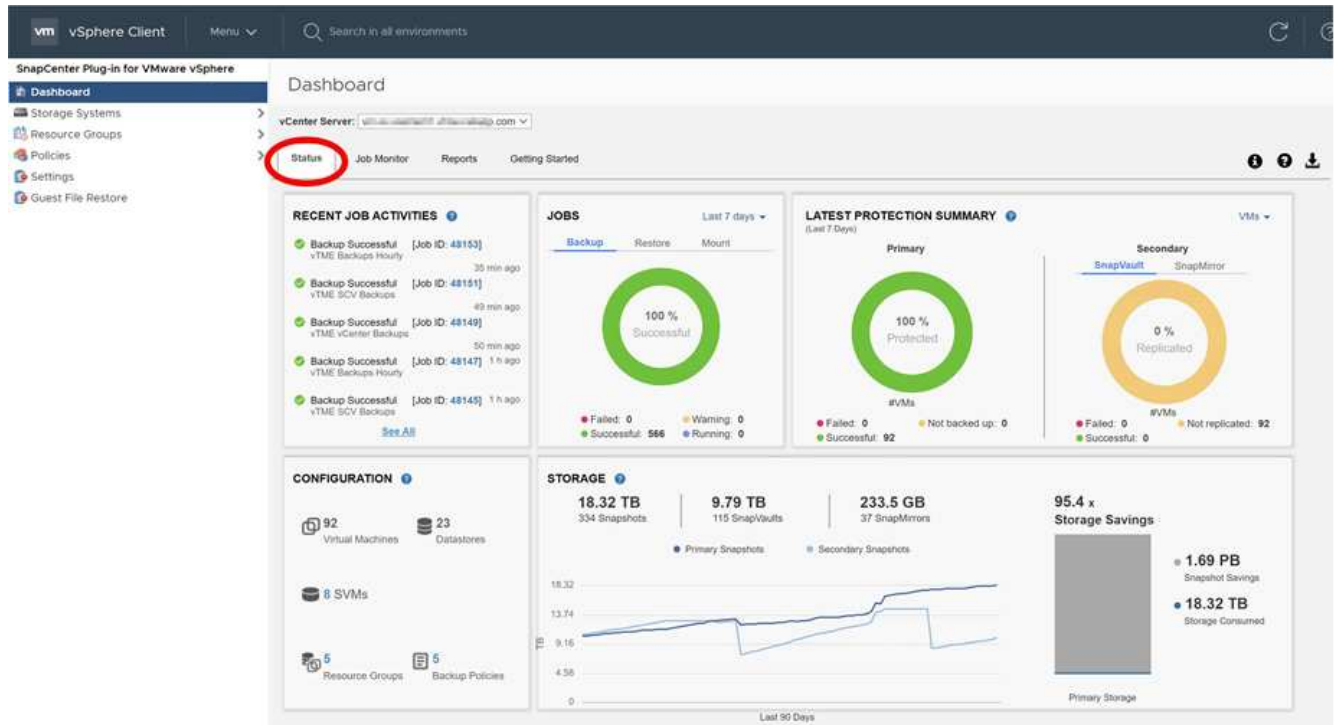 vm vSphere Client Menu Search in all environments
SnapCenter Plug-in for VMware vSphere
Dashboard
Storage Systems
Resource Groups
Policies
Settings
Guest File Restore
Dashboard
vCenter Server: .com
Status Job Monitor Reports Getting Started
RECENT JOB ACTIVITIES
Backup Successful [Job ID: 48153]
vTME Backups Hourly
35 min ago
Backup Successful [Job ID: 48151]
vTME SCV Backups
49 min ago
Backup Successful [Job ID: 48149]
vTME vCenter Backups
50 min ago
Backup Successful [Job ID: 48147] 1 h ago
vTME Backups Hourly
Backup Successful [Job ID: 48145] 1 h ago
vTME SCV Backups
See All
JOBS Last 7 days
Backup Restore Mount
100 %
Successful
Failed: 0 Warning: 0
Successful: 566 Running: 0
LATEST PROTECTION SUMMARY VMs
(Last 7 Days)
Primary
100 %
Protected
#VMs
Failed: 0 Not backed up: 0
Successful: 92
Secondary
SnapVault SnapMirror
0 %
Replicated
#VMs
Failed: 0 Not replicated: 92
Successful: 0
CONFIGURATION
92 Virtual Machines
23 Datastores
8 SVMs
5 Resource Groups
5 Backup Policies
STORAGE
18.32 TB 9.79 TB 233.5 GB
334 Snapshots 115 SnapVaults 37 SnapMirrors
Primary Snapshots Secondary Snapshots
18.32
13.74
9.16
4.58
0
TB
Last 90 Days
95.4 x
Storage Savings
1.69 PB
Snapshot Savings
18.32 TB
Storage Consumed
Primary Storage